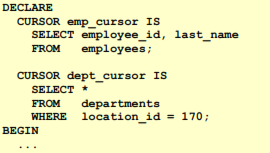 DECLARE
CURSOR emp_cursor IS
SELECT employee_id, last_name
FROM employees;
CURSOR dept_cursor IS
SELECT *
FROM departments
WHERE location_id = 170;
BEGIN
...